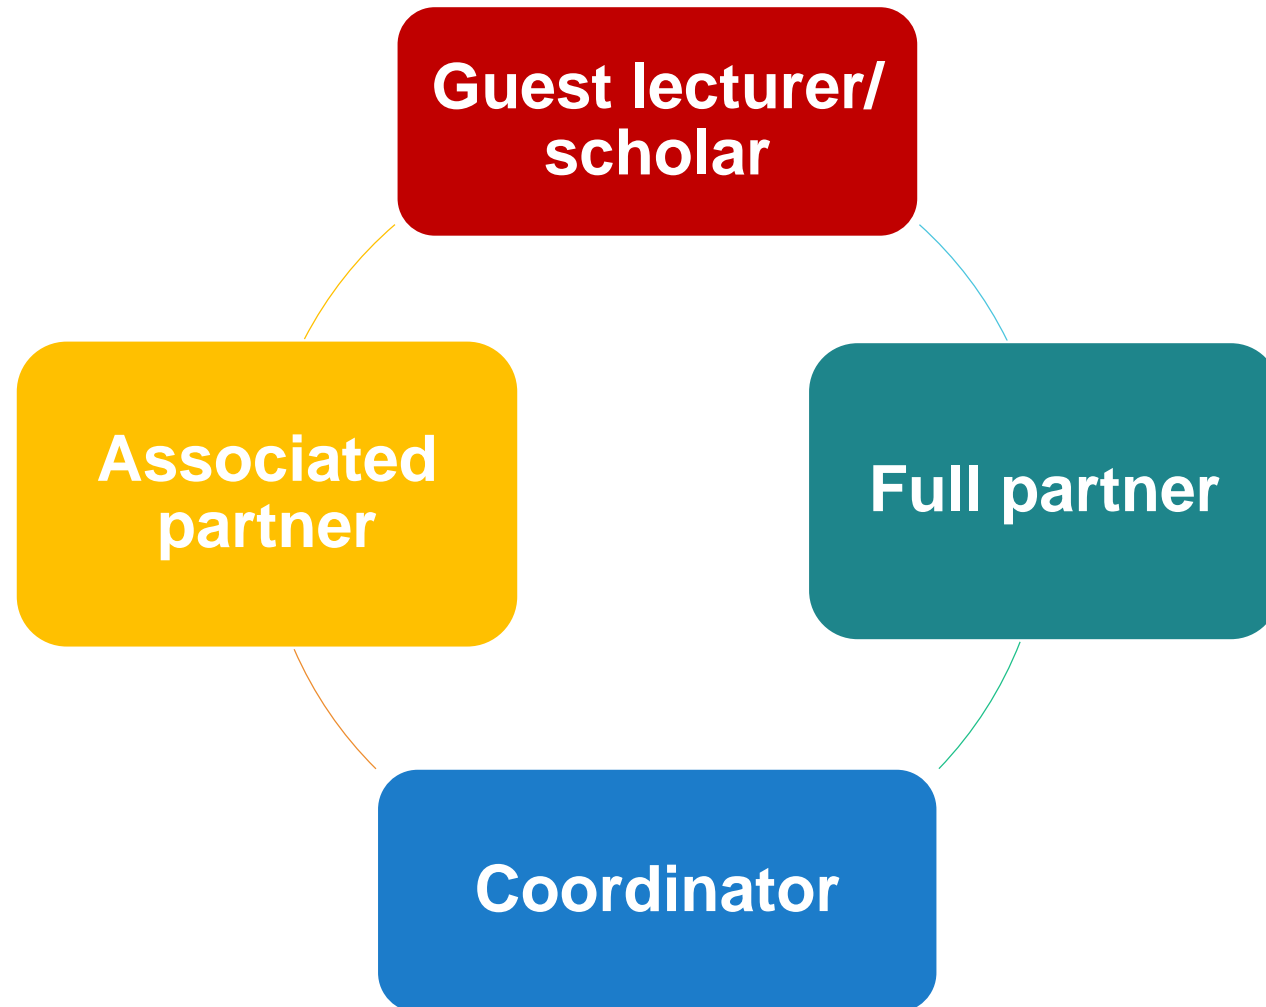 Guest lecturer/
scholar
Associated
partner
Full partner
Coordinator